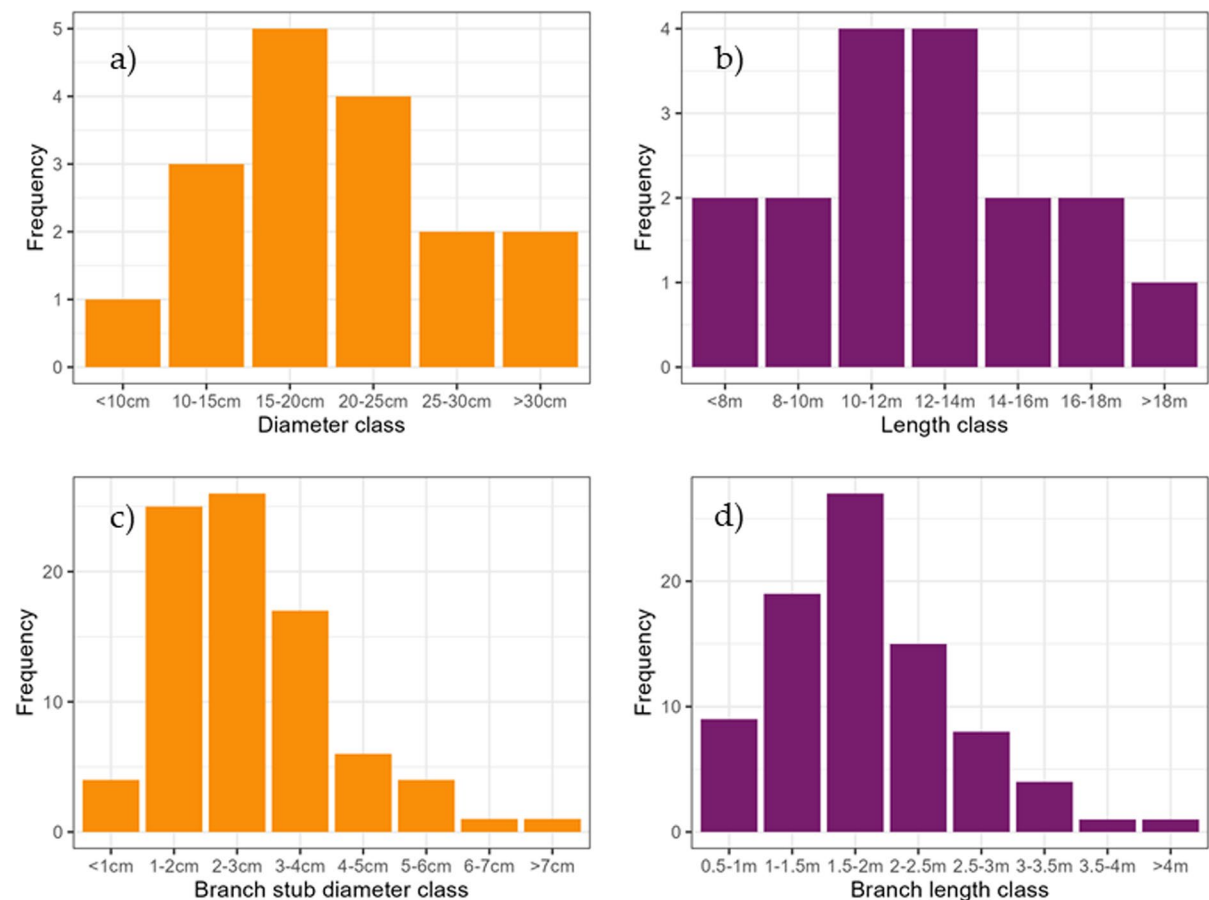 a)
Frequency
5
4
3
2
1
0
<10cm 10-15cm 15-20cm 20-25cm 25-30cm >30cm
Diameter class
b)
Frequency
4
3
2
1
0
<8m 8-10m 10-12m 12-14m 14-16m 16-18m >18m
Length class
c)
Frequency
20
10
0
<1cm 1-2cm 2-3cm 3-4cm 4-5cm 5-6cm 6-7cm >7cm
Branch stub diameter class
d)
Frequency
20
10
0
0.5-1m 1-1.5m 1.5-2m 2-2.5m 2.5-3m 3-3.5m 3.5-4m >4m
Branch length class